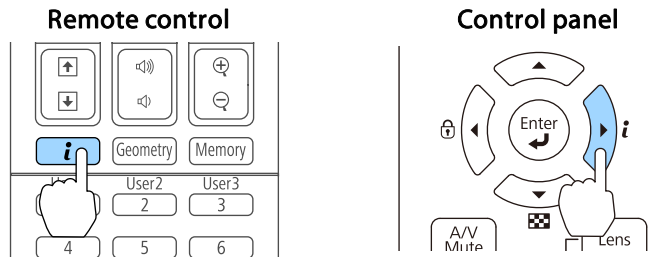 Remote control
i
Geometry
Memory
User2
User3
2
3
4
5
6
Control panel
Enter
i
A/V
Mute
Lens